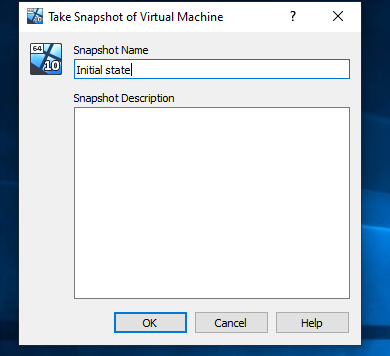 Take Snapshot of Virtual Machine
?
64
10
Snapshot Name
Initial state
Snapshot Description
OK
Cancel
Help